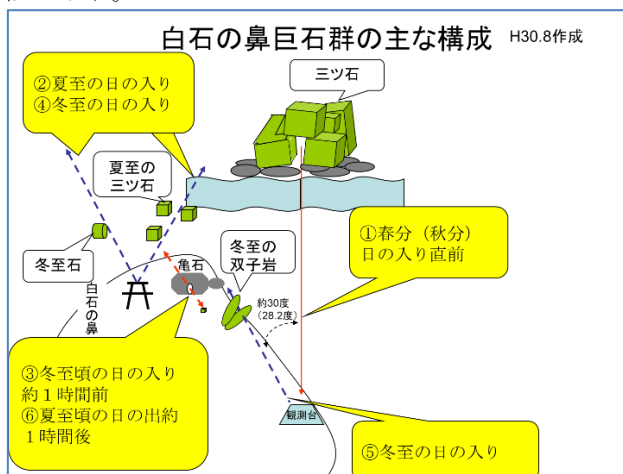 白石の鼻巨石群の主な構成
H30.8作成
②夏至の日の入り
④冬至の日の入り
三ツ石
夏至の
三ツ石
冬至石
白石の鼻
亀石
冬至の
双子岩
①春分（秋分）
日の入り直前
約30度
（28.2度）
③冬至頃の日の入り
約１時間前
⑥夏至頃の日の出約
１時間後
観測台
⑤冬至の日の入り